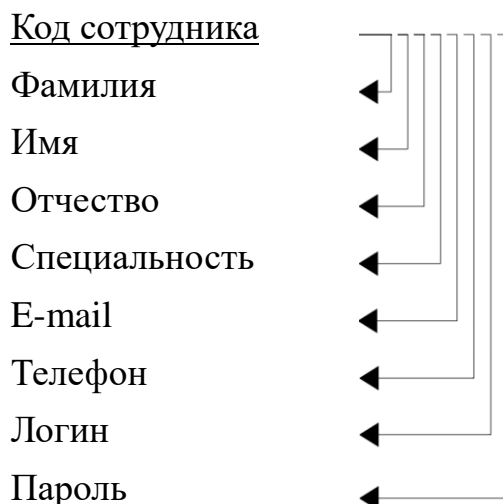 Код сотрудника
Фамилия
Имя
Отчество
Специальность
E-mail
Телефон
Логин
Пароль